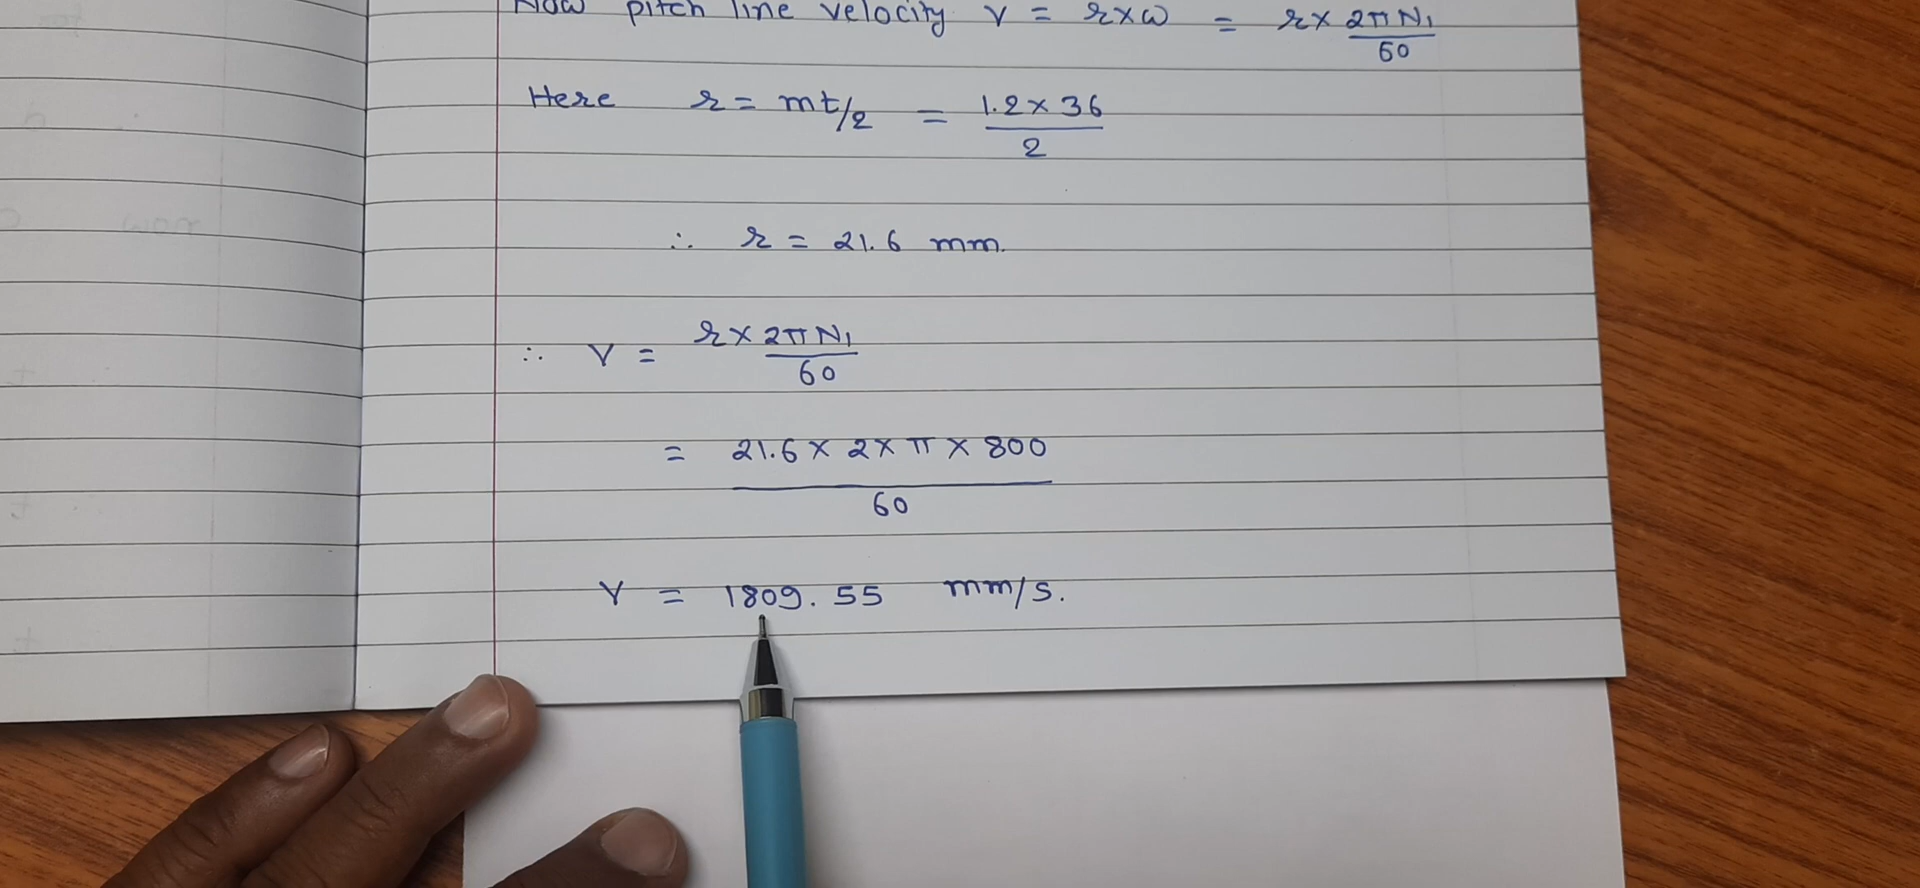 Now pitch line velocity v = r×ω = r× 2πN₁/60
Here r = mt/2 = 1.2×36/2
∴ r = 21.6 mm.
∴ v = r× 2πN₁/60
= 21.6 × 2 × π × 800/60
v = 1809.55 mm/s.